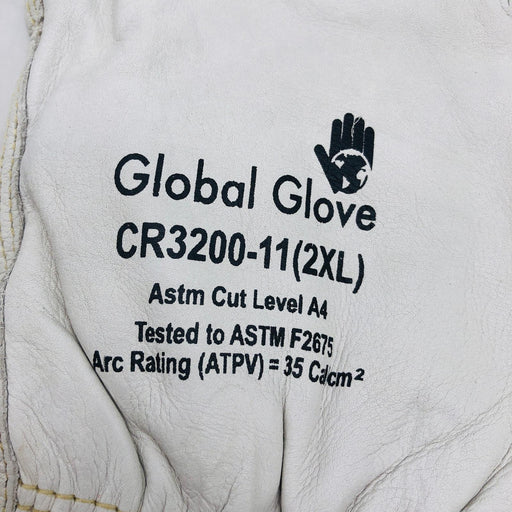 Global Glove
CR3200-11(2XL)
Astm Cut Level A4
Tested to ASTM F2675
Arc Rating (ATPV) = 35 Cal/cm²